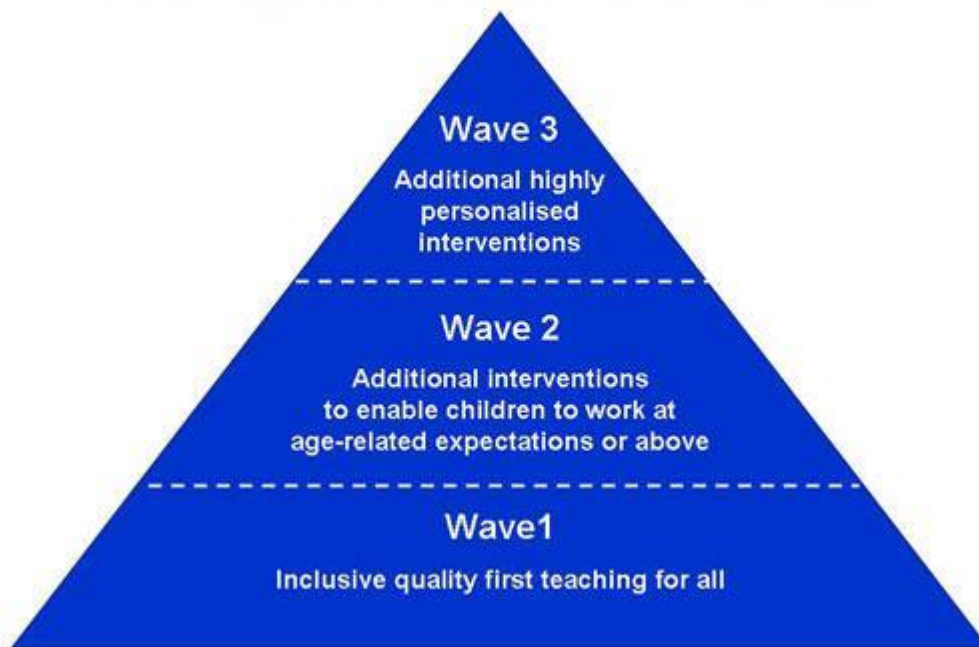 Wave 3
Additional highly
personalised
interventions
Wave 2
Additional interventions
to enable children to work at
age-related expectations or above
Wave1
Inclusive quality first teaching for all